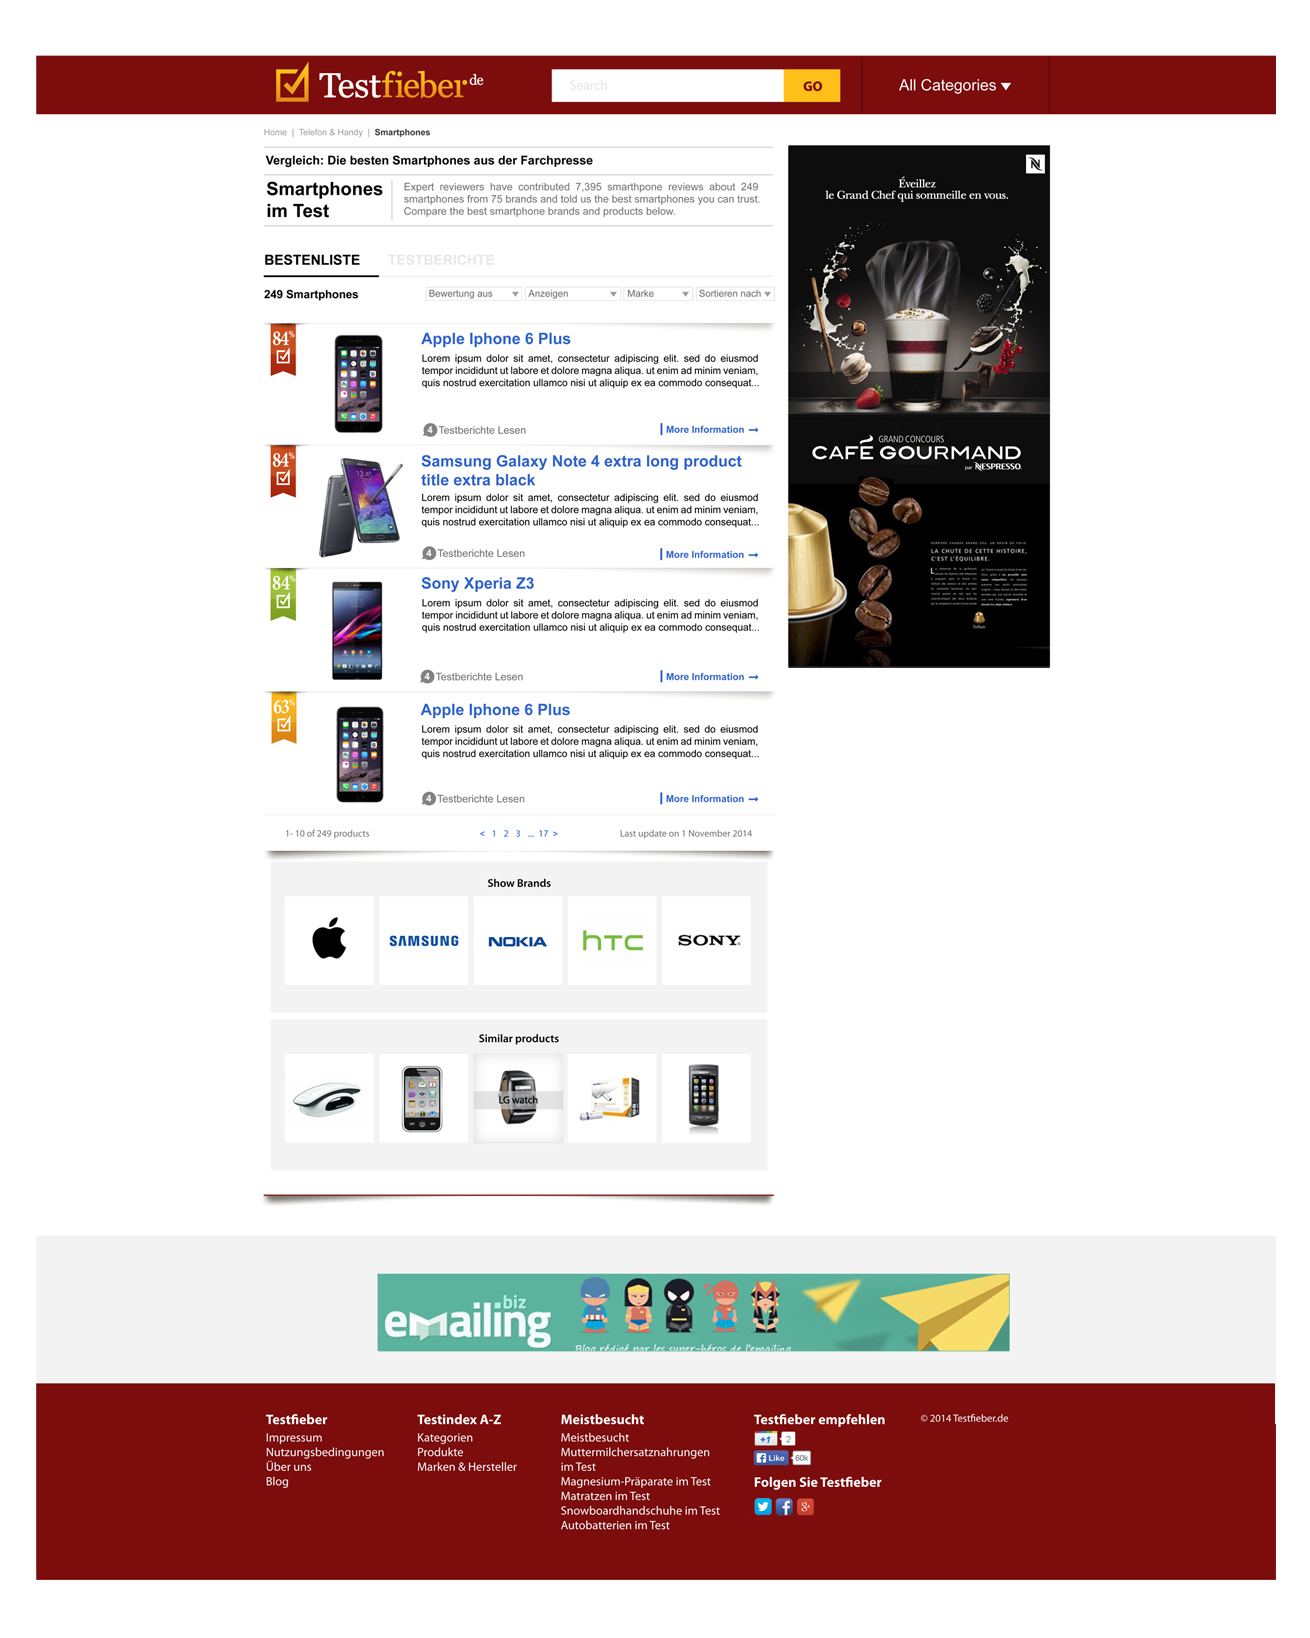 Testfieber.de
Search
GO
All Categories
Home | Telefon & Handy | Smartphones
Vergleich: Die besten Smartphones aus der Farchpresse
Smartphones
im Test
Expert reviewers have contributed 7,395 smarthpone reviews about 249
smartphones from 75 brands and told us the best smartphones you can trust.
Compare the best smartphone brands and products below.
BESTENLISTE TESTBERICHTE
249 Smartphones
Bewertung aus Anzeigen Marke Sortieren nach
84%
Apple Iphone 6 Plus
Lorem ipsum dolor sit amet, consectetur adipiscing elit. sed do eiusmod
tempor incididunt ut labore et dolore magna aliqua. ut enim ad minim veniam,
quis nostrud exercitation ullamco nisi ut aliquip ex ea commodo consequat...
4 Testberichte Lesen
More Information
84%
SAMSUNG
Samsung Galaxy Note 4 extra long product
title extra black
Lorem ipsum dolor sit amet, consectetur adipiscing elit. sed do eiusmod
tempor incididunt ut labore et dolore magna aliqua. ut enim ad minim veniam,
quis nostrud exercitation ullamco nisi ut aliquip ex ea commodo consequat...
4 Testberichte Lesen
More Information
84%
Sony Xperia Z3
Lorem ipsum dolor sit amet, consectetur adipiscing elit. sed do eiusmod
tempor incididunt ut labore et dolore magna aliqua. ut enim ad minim veniam,
quis nostrud exercitation ullamco nisi ut aliquip ex ea commodo consequat...
4 Testberichte Lesen
More Information
63%
Apple Iphone 6 Plus
Lorem ipsum dolor sit amet, consectetur adipiscing elit. sed do eiusmod
tempor incididunt ut labore et dolore magna aliqua. ut enim ad minim veniam,
quis nostrud exercitation ullamco nisi ut aliquip ex ea commodo consequat...
4 Testberichte Lesen
More Information
1- 10 of 249 products
< 1 2 3 ... 17 >
Last update on 1 November 2014
N
Éveillez
le Grand Chef qui sommeille en vous.
GRAND CONCOURS
CAFÉ GOURMAND
par NESPRESSO
DERRIÈRE CHAQUE GRAND CRU, UN GRAIN DE FOLIE.
LA CHUTE DE CETTE HISTOIRE,
C'EST L'ÉQUILIBRE.
Show Brands
SAMSUNG
NOKIA
hTC
SONY
Similar products
LG watch
emailing.biz
Blog rédigé par les super-héros de l'emailing
Testfieber
Impressum
Nutzungsbedingungen
Über uns
Blog
Testindex A-Z
Kategorien
Produkte
Marken & Hersteller
Meistbesucht
Meistbesucht
Muttermilchersatznahrungen
im Test
Magnesium-Präparate im Test
Matratzen im Test
Snowboardhandschuhe im Test
Autobatterien im Test
Testfieber empfehlen
+1 2
Like 60k
Folgen Sie Testfieber
© 2014 Testfieber.de